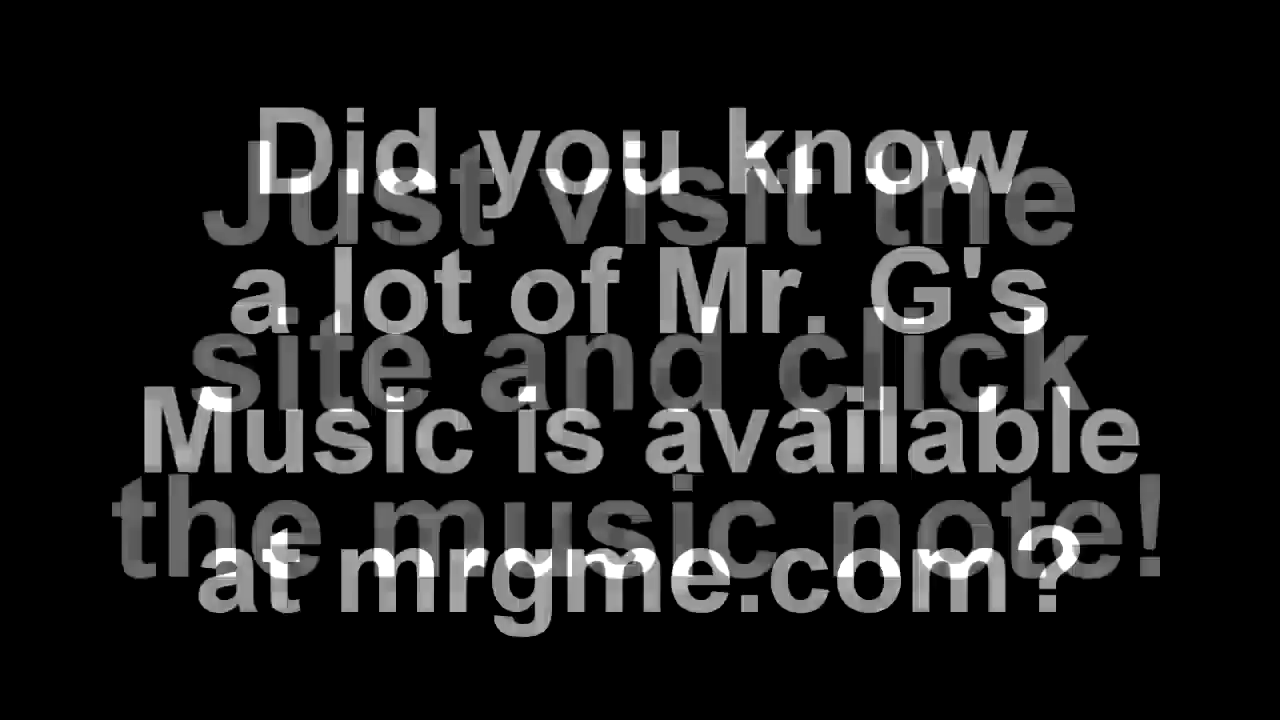 Did you know
a lot of Mr. G's
Music is available
at mrgme.com?
Just visit the
site and click
the music note!